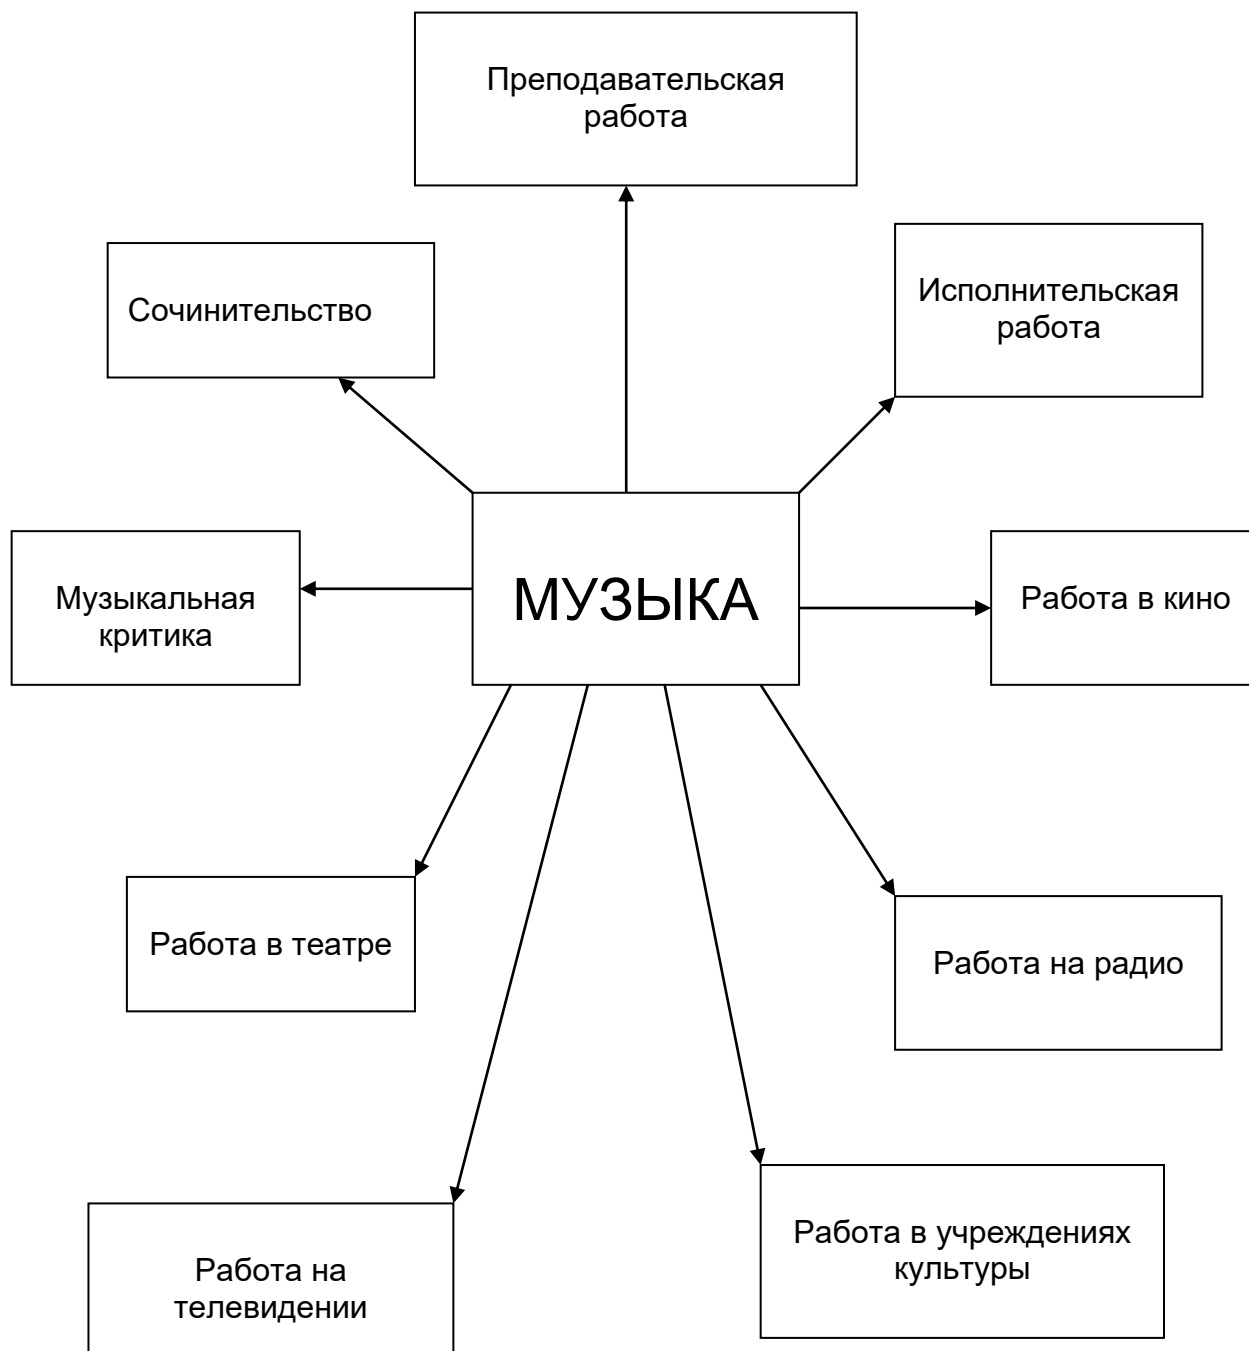 Преподавательская
работа
Сочинительство
Исполнительская
работа
Музыкальная
критика
МУЗЫКА
Работа в кино
Работа в театре
Работа на радио
Работа на
телевидении
Работа в учреждениях
культуры